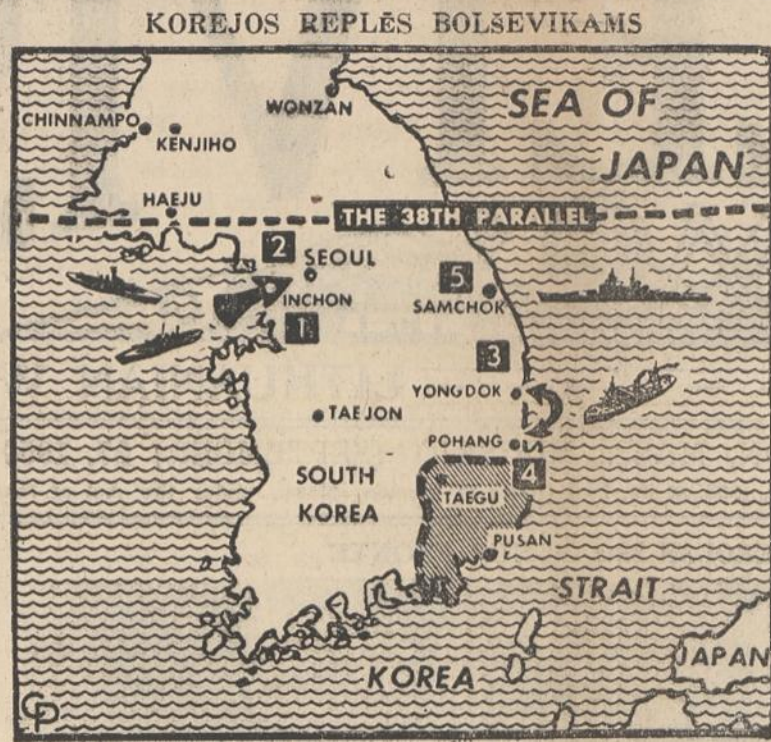 KOREJOS REPLĖS BOLŠEVIKAMS
WONZAN
SEA OF
JAPAN
CHINNAMPO
KENJIHO
HAEJU
THE 38TH PARALLEL
2
SEOUL
INCHON
1
5
SAMCHOK
3
YONGDOK
TAEJON
POHANG
4
SOUTH
KOREA
TAEGU
PUSAN
STRAIT
KOREA
JAPAN
CP